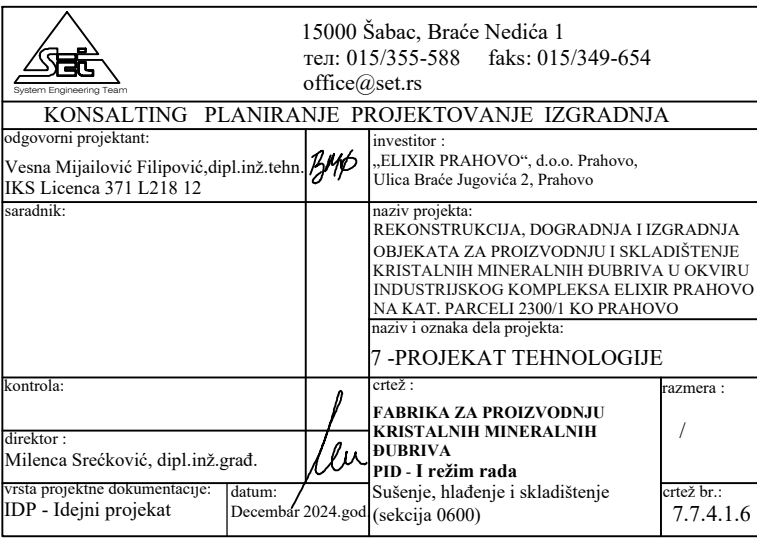 SET
System Engineering Team
15000 Šabac, Braće Nedića 1
тел: 015/355-588 faks: 015/349-654
office@set.rs
KONSALTING PLANIRANJE PROJEKTOVANJE IZGRADNJA
odgovorni projektant:
Vesna Mijailović Filipović,dipl.inž.tehn.
IKS Licenca 371 L218 12
investitor :
„ELIXIR PRAHOVO“, d.o.o. Prahovo,
Ulica Braće Jugovića 2, Prahovo
saradnik:
naziv projekta:
REKONSTRUKCIJA, DOGRADNJA I IZGRADNJA
OBJEKATA ZA PROIZVODNJU I SKLADIŠTENJE
KRISTALNIH MINERALNIH ĐUBRIVA U OKVIRU
INDUSTRIJSKOG KOMPLEKSA ELIXIR PRAHOVO
NA KAT. PARCELI 2300/1 KO PRAHOVO
naziv i oznaka dela projekta:
7 -PROJEKAT TEHNOLOGIJE
kontrola:
direktor :
Milenca Srećković, dipl.inž.građ.
crtež :
FABRIKA ZA PROIZVODNJU
KRISTALNIH MINERALNIH
ĐUBRIVA
PID - I režim rada
Sušenje, hlađenje i skladištenje
(sekcija 0600)
razmera :
/
vrsta projektne dokumentacije:
IDP - Idejni projekat
datum:
Decembar 2024.god.
crtež br.:
7.7.4.1.6